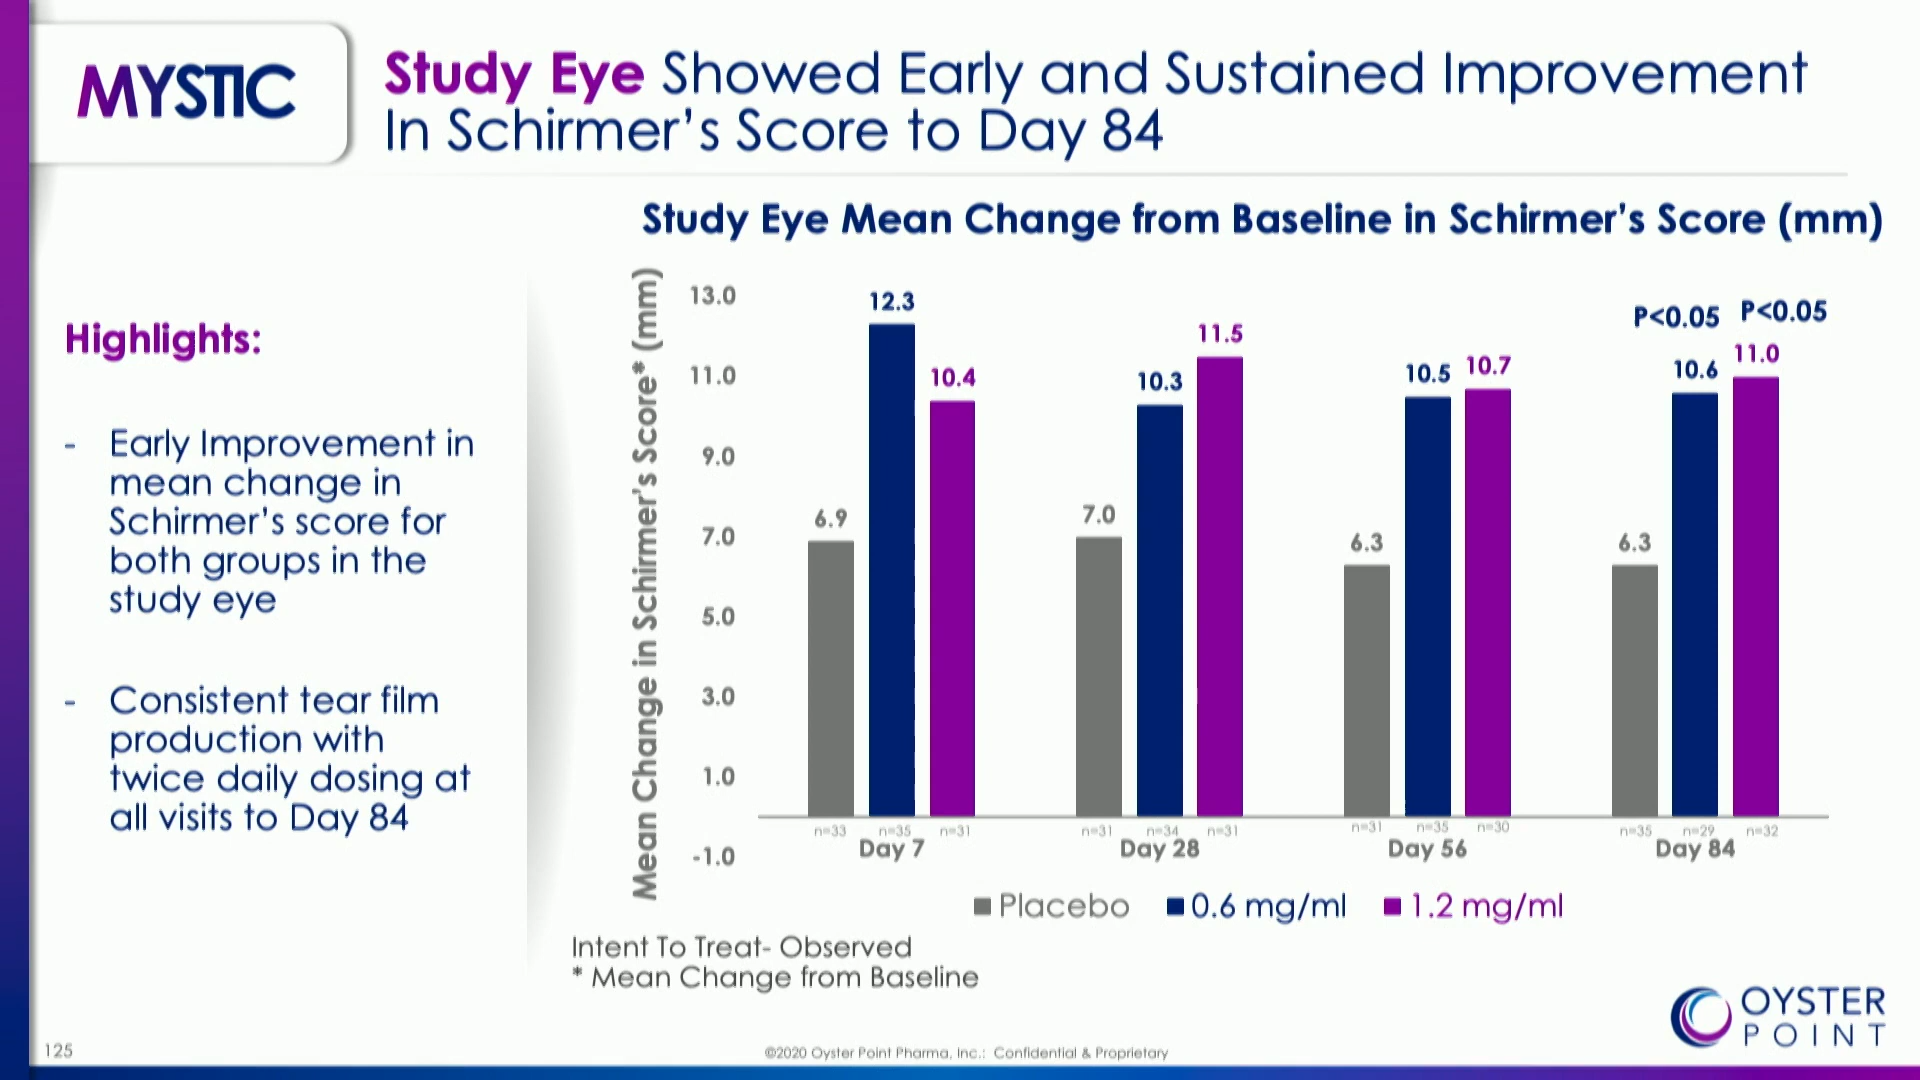 MYSTIC
Study Eye Showed Early and Sustained Improvement
In Schirmer's Score to Day 84
Highlights:
- Early Improvement in
mean change in
Schirmer's score for
both groups in the
study eye
- Consistent tear film
production with
twice daily dosing at
all visits to Day 84
Study Eye Mean Change from Baseline in Schirmer's Score (mm)
Mean Change in Schirmer's Score* (mm)
13.0
11.0
9.0
7.0
5.0
3.0
1.0
-1.0
6.9 12.3 10.4
7.0 10.3 11.5
6.3 10.5 10.7
P<0.05 P<0.05
6.3 10.6 11.0
n=33 n=35 n=31
n=31 n=34 n=31
n=31 n=35 n=30
n=35 n=29 n=32
Day 7 Day 28 Day 56 Day 84
Placebo 0.6 mg/ml 1.2 mg/ml
Intent To Treat- Observed
* Mean Change from Baseline
OYSTER
POINT
125
©2020 Oyster Point Pharma, Inc.: Confidential & Proprietary